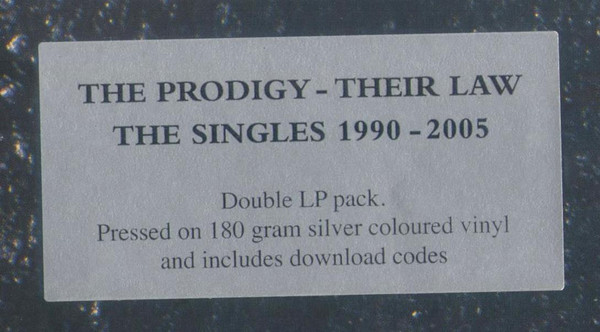 THE PRODIGY – THEIR LAW
THE SINGLES 1990 – 2005
Double LP pack.
Pressed on 180 gram silver coloured vinyl
and includes download codes